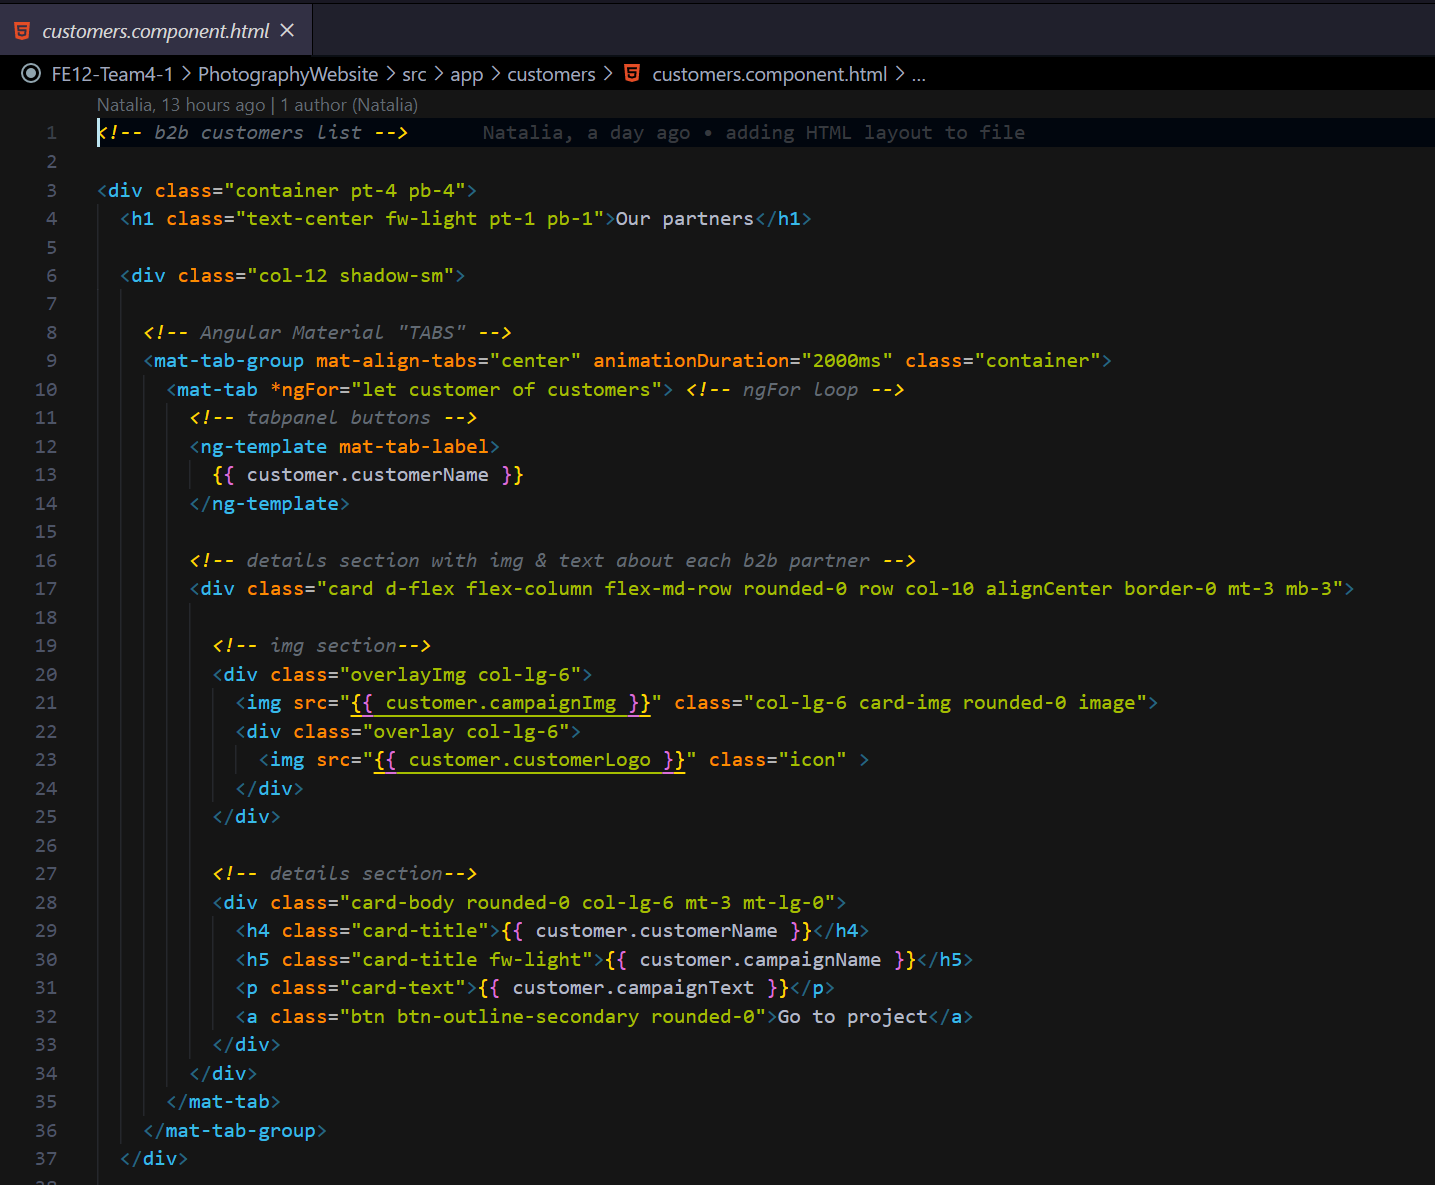 customers.component.html
FE12-Team4-1 > PhotographyWebsite > src > app > customers > customers.component.html > ...
Natalia, 13 hours ago | 1 author (Natalia)
1 <!-- b2b customers list --> Natalia, a day ago • adding HTML layout to file
2
3 <div class="container pt-4 pb-4">
4 <h1 class="text-center fw-light pt-1 pb-1">Our partners</h1>
5
6 <div class="col-12 shadow-sm">
7
8 <!-- Angular Material "TABS" -->
9 <mat-tab-group mat-align-tabs="center" animationDuration="2000ms" class="container">
10 <mat-tab *ngFor="let customer of customers"> <!-- ngFor loop -->
11 <!-- tabpanel buttons -->
12 <ng-template mat-tab-label>
13 {{ customer.customerName }}
14 </ng-template>
15
16 <!-- details section with img & text about each b2b partner -->
17 <div class="card d-flex flex-column flex-md-row rounded-0 row col-10 alignCenter border-0 mt-3 mb-3">
18
19 <!-- img section-->
20 <div class="overlayImg col-lg-6">
21 <img src="{{ customer.campaignImg }}" class="col-lg-6 card-img rounded-0 image">
22 <div class="overlay col-lg-6">
23 <img src="{{ customer.customerLogo }}" class="icon" >
24 </div>
25 </div>
26
27 <!-- details section-->
28 <div class="card-body rounded-0 col-lg-6 mt-3 mt-lg-0">
29 <h4 class="card-title">{{ customer.customerName }}</h4>
30 <h5 class="card-title fw-light">{{ customer.campaignName }}</h5>
31 <p class="card-text">{{ customer.campaignText }}</p>
32 <a class="btn btn-outline-secondary rounded-0">Go to project</a>
33 </div>
34 </div>
35 </mat-tab>
36 </mat-tab-group>
37 </div>